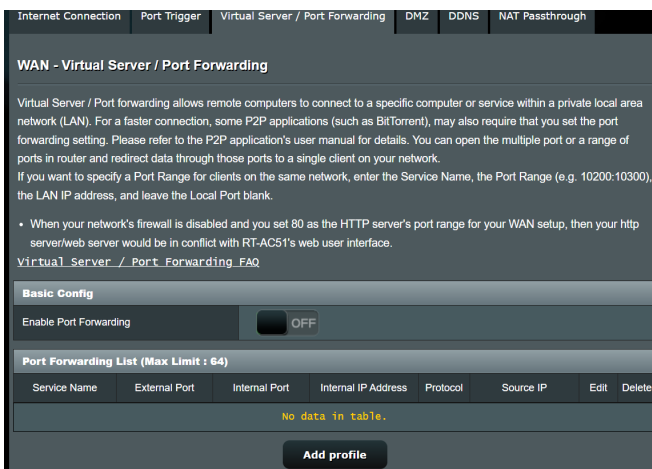 Internet Connection Port Trigger Virtual Server / Port Forwarding DMZ DDNS NAT Passthrough
WAN - Virtual Server / Port Forwarding
Virtual Server / Port forwarding allows remote computers to connect to a specific computer or service within a private local area
network (LAN). For a faster connection, some P2P applications (such as BitTorrent), may also require that you set the port
forwarding setting. Please refer to the P2P application's user manual for details. You can open the multiple port or a range of
ports in router and redirect data through those ports to a single client on your network.
If you want to specify a Port Range for clients on the same network, enter the Service Name, the Port Range (e.g. 10200:10300),
the LAN IP address, and leave the Local Port blank.
• When your network's firewall is disabled and you set 80 as the HTTP server's port range for your WAN setup, then your http
server/web server would be in conflict with RT-AC51's web user interface.
Virtual Server / Port Forwarding FAQ
Basic Config
Enable Port Forwarding OFF
Port Forwarding List (Max Limit : 64)
Service Name External Port Internal Port Internal IP Address Protocol Source IP Edit Delete
No data in table.
Add profile